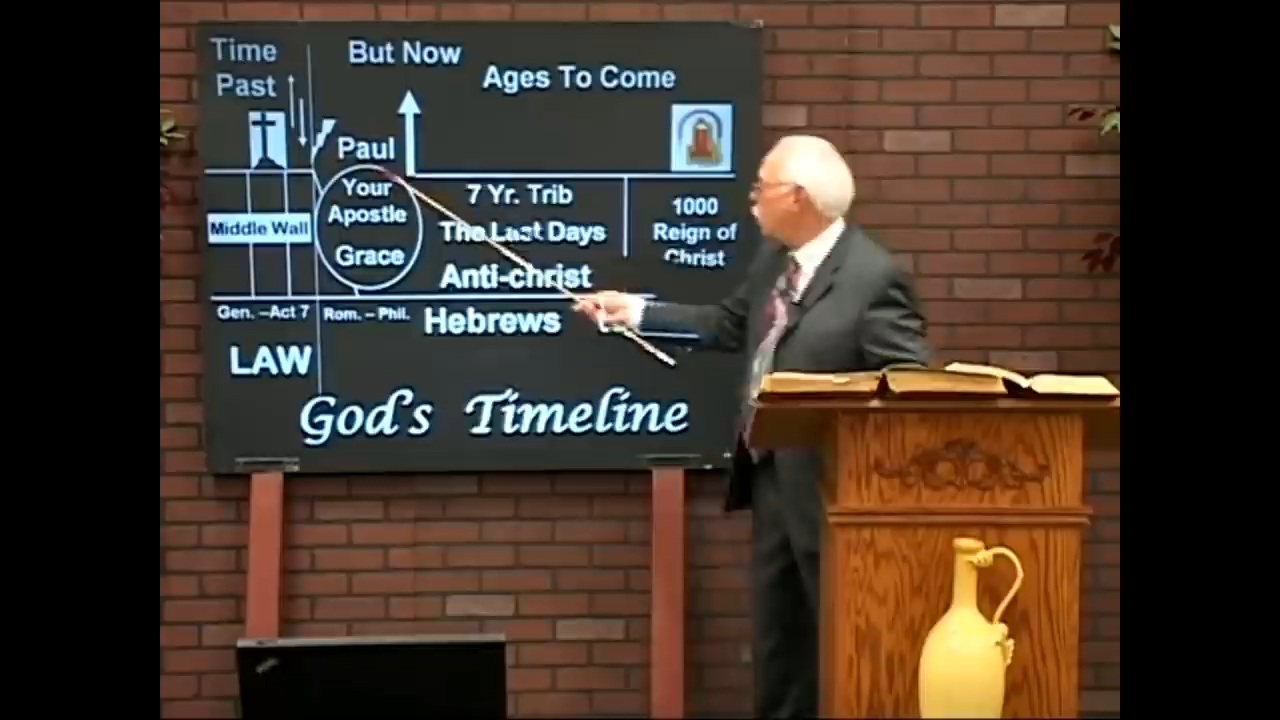 Time
Past
But Now
Ages To Come
Paul
Your
Apostle
Grace
Middle Wall
7 Yr. Trib
The Last Days
Anti-christ
1000
Reign of
Christ
Gen. –Act 7
Rom. – Phil.
Hebrews
LAW
God's Timeline